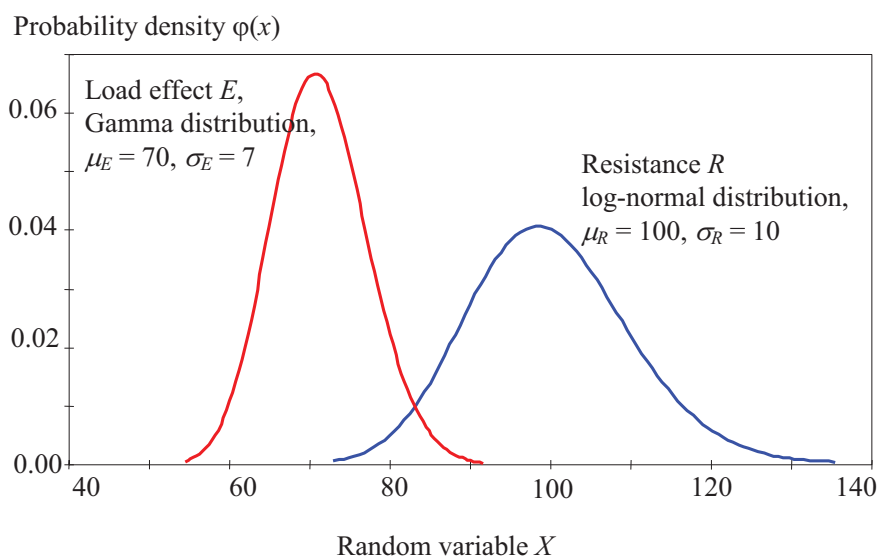 Probability density φ(x)
0.06
0.04
0.02
0.00
Load effect E,
Gamma distribution,
μE = 70, σE = 7
Resistance R
log-normal distribution,
μR = 100, σR = 10
40 60 80 100 120 140
Random variable X